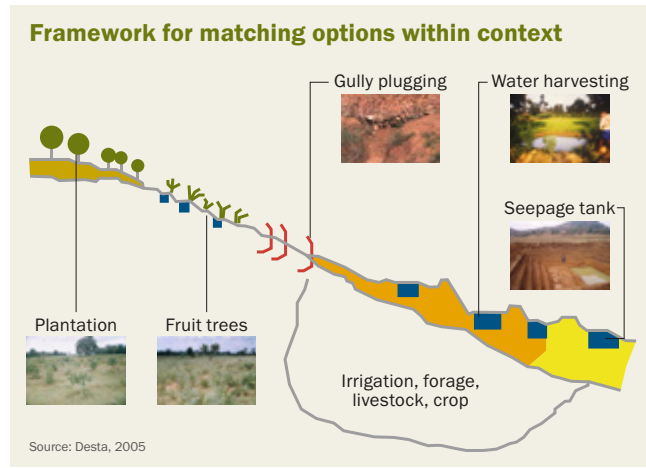 Framework for matching options within context
Gully plugging
Water harvesting
Seepage tank
Plantation
Fruit trees
Irrigation, forage,
livestock, crop
Source: Desta, 2005